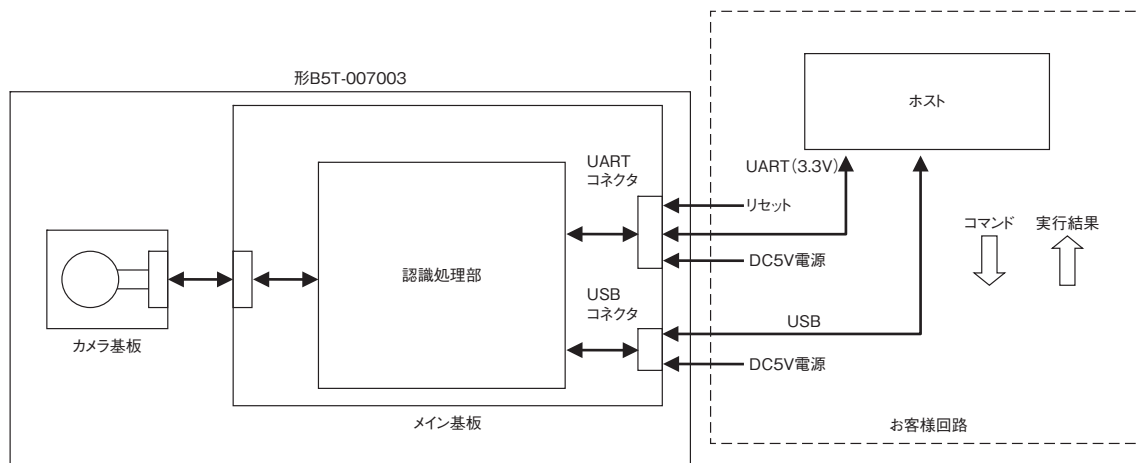 形B5T-007003
ホスト
UART
コネクタ
UART(3.3V)
リセット
コマンド
実行結果
認識処理部
DC5V電源
USB
コネクタ
USB
カメラ基板
DC5V電源
メイン基板
お客様回路